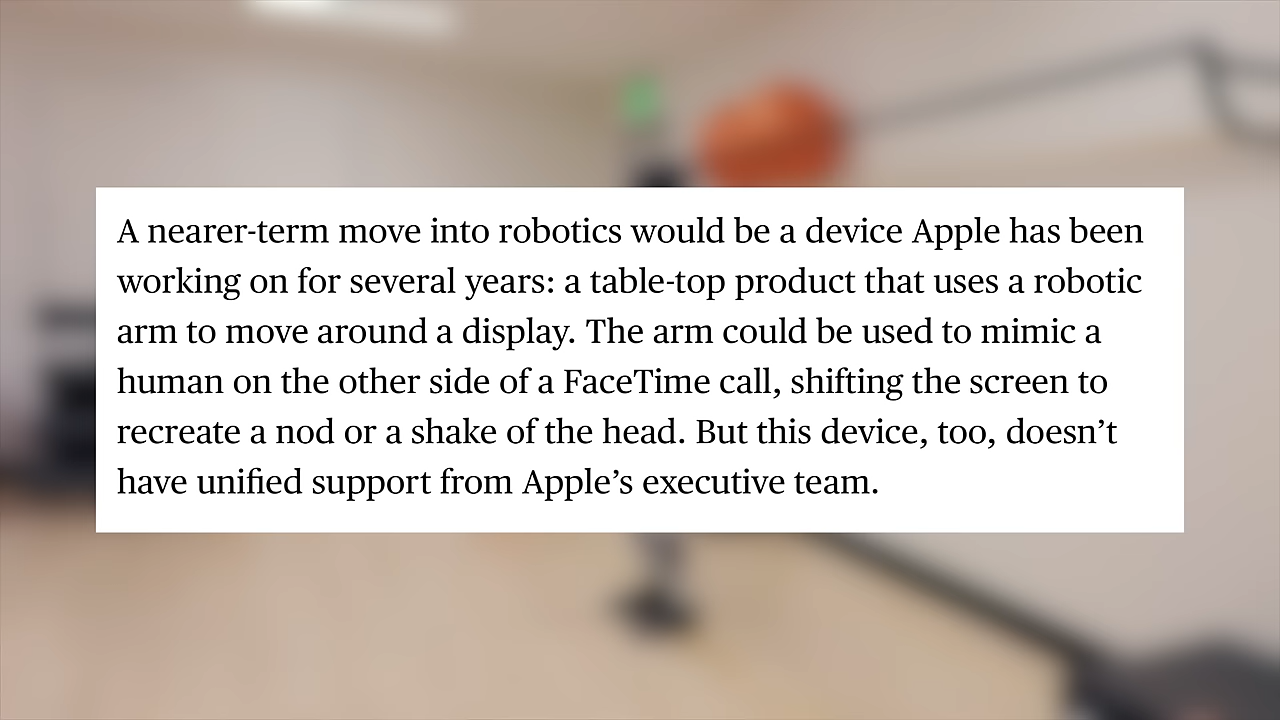 A nearer-term move into robotics would be a device Apple has been
working on for several years: a table-top product that uses a robotic
arm to move around a display. The arm could be used to mimic a
human on the other side of a FaceTime call, shifting the screen to
recreate a nod or a shake of the head. But this device, too, doesn’t
have unified support from Apple’s executive team.